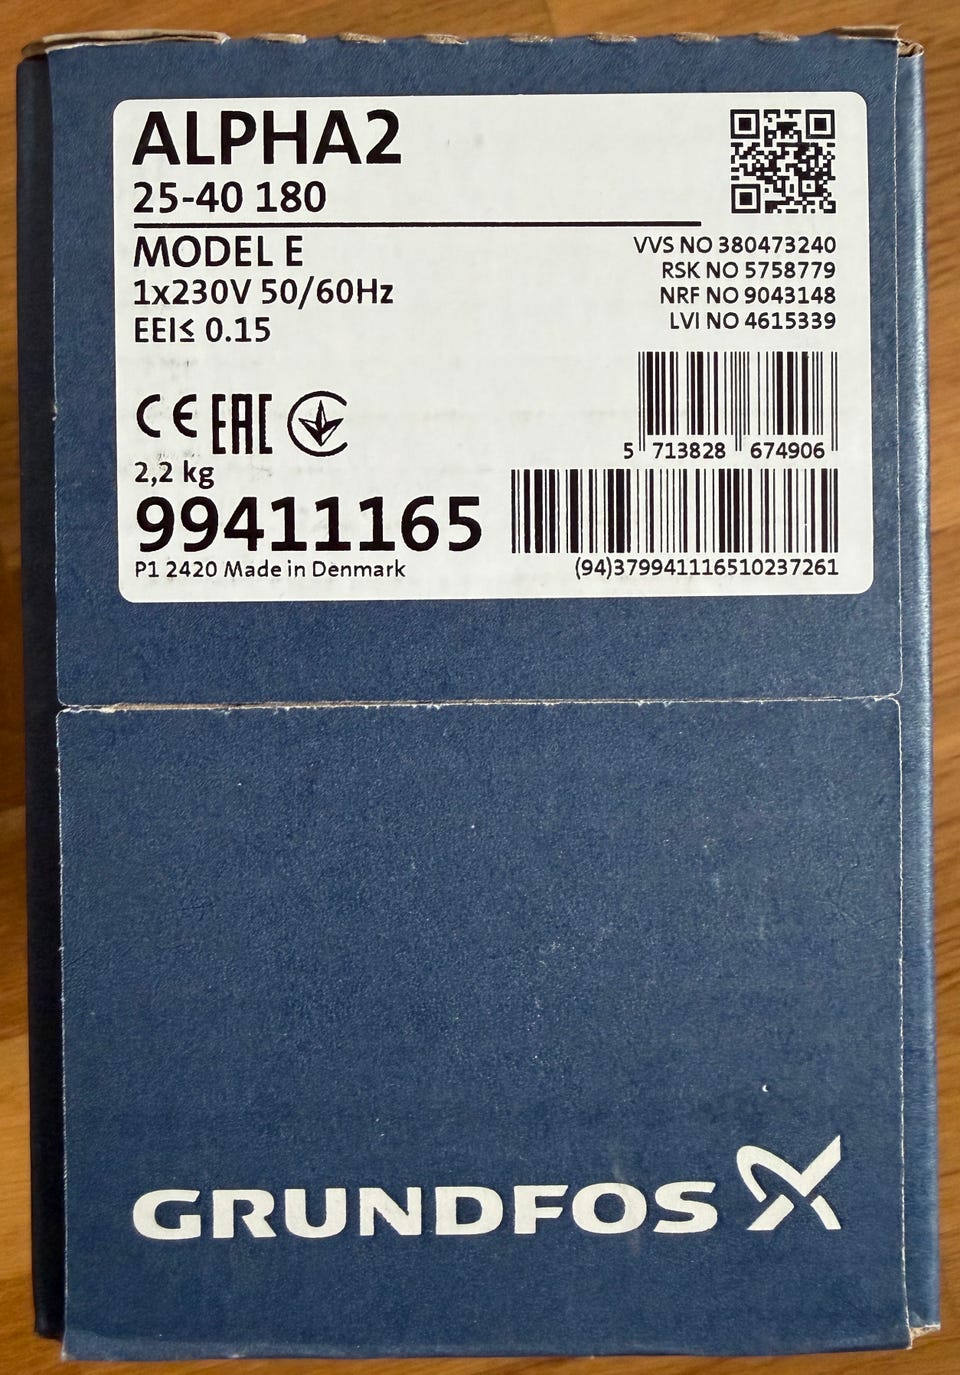 ALPHA2
25-40 180
MODEL E
1x230V 50/60Hz
EEI≤ 0.15
VVS NO 380473240
RSK NO 5758779
NRF NO 9043148
LVI NO 4615339
5 713828 674906
CE EAC
2,2 kg
99411165
P1 2420 Made in Denmark
(94)379941116510237261
GRUNDFOS